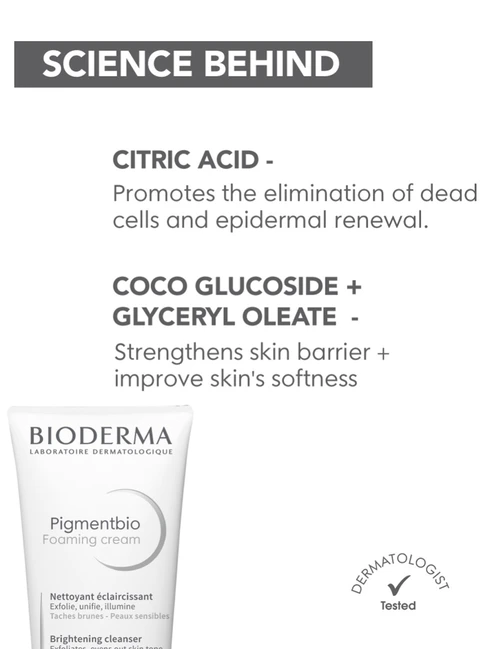 SCIENCE BEHIND
CITRIC ACID -
Promotes the elimination of dead
cells and epidermal renewal.
COCO GLUCOSIDE +
GLYCERYL OLEATE -
Strengthens skin barrier +
improve skin's softness
BIODERMA
LABORATOIRE DERMATOLOGIQUE
Pigmentbio
Foaming cream
Nettoyant éclaircissant
Exfolie, unifie, illumine
Taches brunes - Peaux sensibles
Brightening cleanser
Exfoliates, evens out skin tone
DERMATOLOGIST
Tested